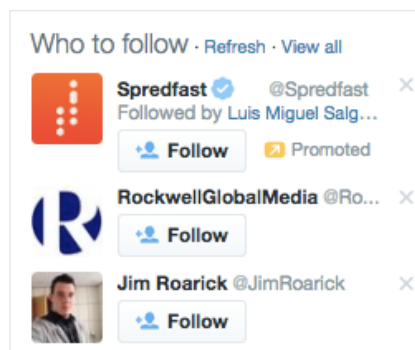 Who to follow · Refresh · View all
Spredfast @Spredfast
Followed by Luis Miguel Salg...
Follow Promoted
RockwellGlobalMedia @Ro...
Follow
Jim Roarick @JimRoarick
Follow